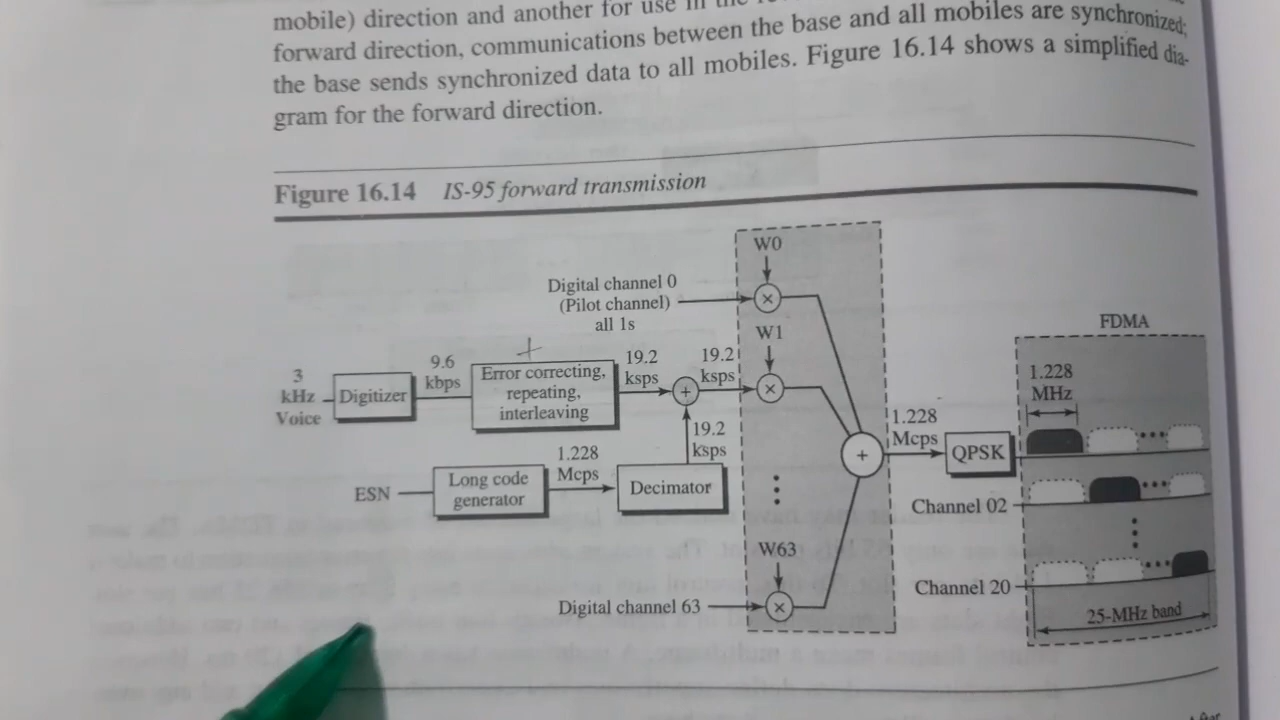 mobile) direction and another for use in the
forward direction, communications between the base and all mobiles are synchronized;
the base sends synchronized data to all mobiles. Figure 16.14 shows a simplified dia-
gram for the forward direction.
Figure 16.14 IS-95 forward transmission
W0
Digital channel 0
(Pilot channel)
all 1s
W1
FDMA
3
kHz
Voice
Digitizer
9.6
kbps
Error correcting,
repeating,
interleaving
19.2
ksps
+
19.2
ksps
×
×
1.228
MHz
19.2
ksps
1.228
Mcps
+
QPSK
ESN
Long code
generator
1.228
Mcps
Decimator
Channel 02
W63
Digital channel 63
×
Channel 20
25-MHz band